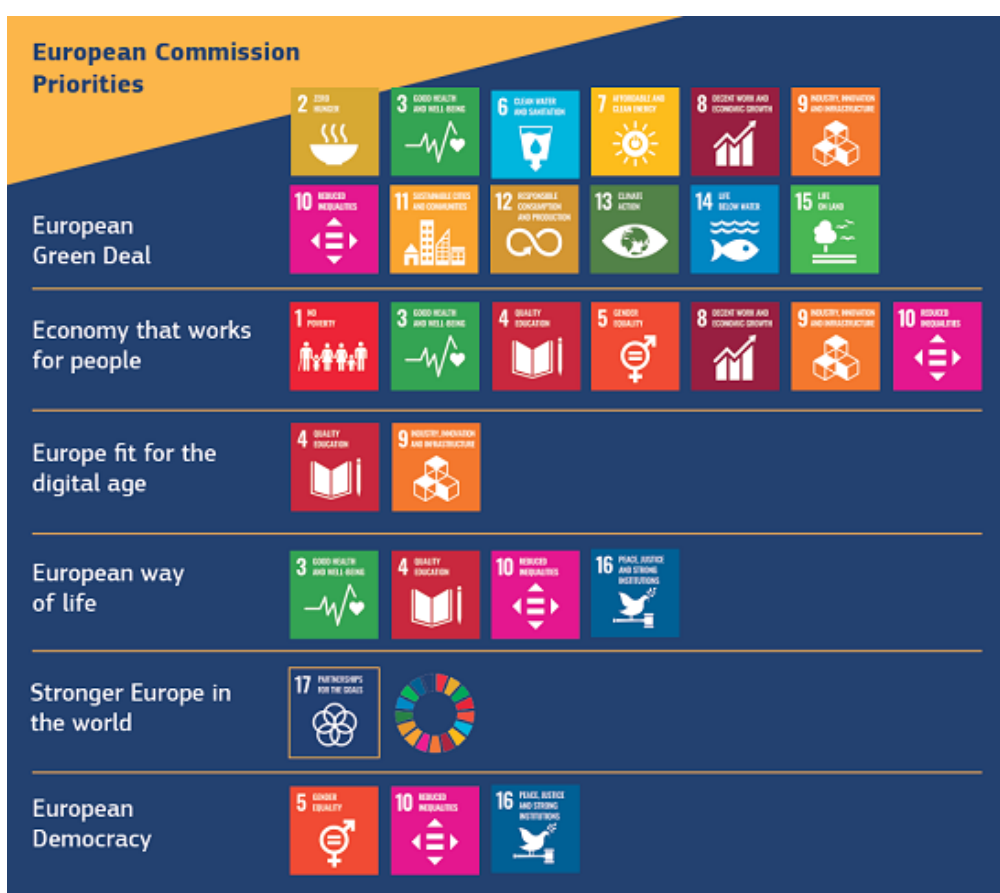 European Commission
Priorities
2 ZERO
HUNGER
3 GOOD HEALTH
AND WELL-BEING
6 CLEAN WATER
AND SANITATION
7 AFFORDABLE AND
CLEAN ENERGY
8 DECENT WORK AND
ECONOMIC GROWTH
9 INDUSTRY, INNOVATION
AND INFRASTRUCTURE
European
Green Deal
10 REDUCED
INEQUALITIES
11 SUSTAINABLE CITIES
AND COMMUNITIES
12 RESPONSIBLE
CONSUMPTION
AND PRODUCTION
13 CLIMATE
ACTION
14 LIFE
BELOW WATER
15 LIFE
ON LAND
Economy that works
for people
1 NO
POVERTY
3 GOOD HEALTH
AND WELL-BEING
4 QUALITY
EDUCATION
5 GENDER
EQUALITY
8 DECENT WORK AND
ECONOMIC GROWTH
9 INDUSTRY, INNOVATION
AND INFRASTRUCTURE
10 REDUCED
INEQUALITIES
Europe fit for the
digital age
4 QUALITY
EDUCATION
9 INDUSTRY, INNOVATION
AND INFRASTRUCTURE
European way
of life
3 GOOD HEALTH
AND WELL-BEING
4 QUALITY
EDUCATION
10 REDUCED
INEQUALITIES
16 PEACE, JUSTICE
AND STRONG
INSTITUTIONS
Stronger Europe in
the world
17 PARTNERSHIPS
FOR THE GOALS
European
Democracy
5 GENDER
EQUALITY
10 REDUCED
INEQUALITIES
16 PEACE, JUSTICE
AND STRONG
INSTITUTIONS